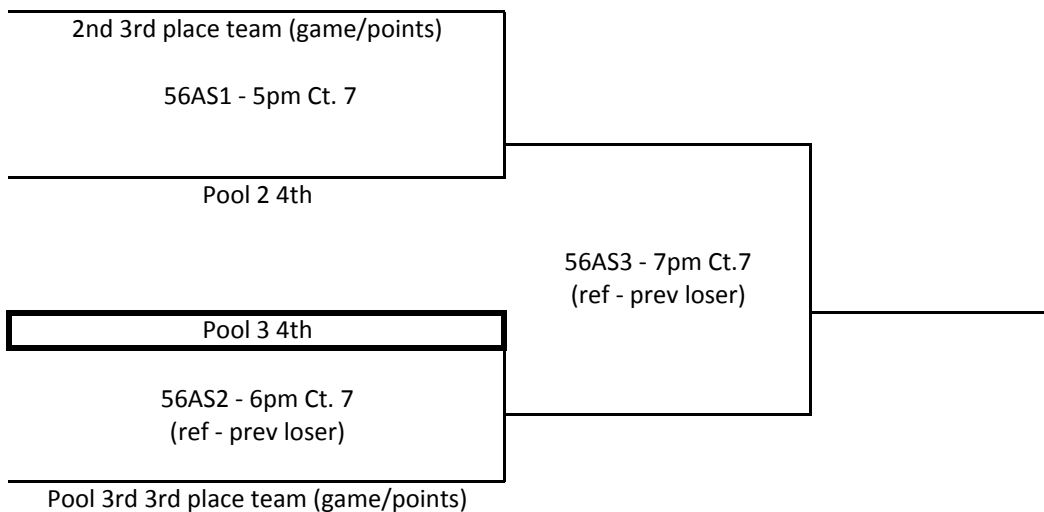 2nd 3rd place team (game/points)
56AS1 - 5pm Ct. 7
Pool 2 4th
56AS3 - 7pm Ct.7
(ref - prev loser)
Pool 3 4th
56AS2 - 6pm Ct. 7
(ref - prev loser)
Pool 3rd 3rd place team (game/points)